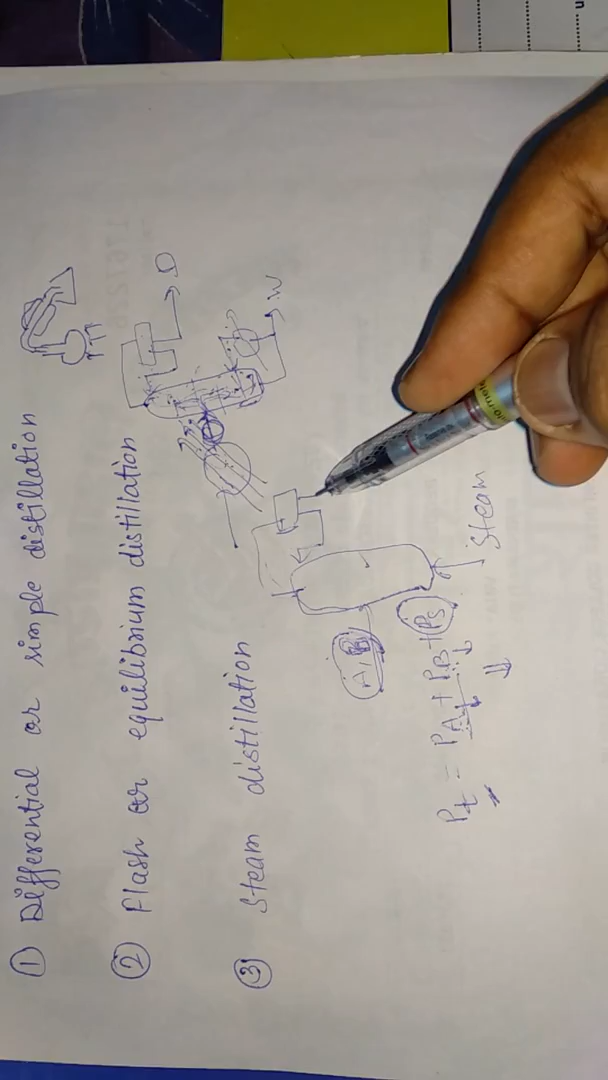 ① Differential or simple distillation
② Flash or equilibrium distillation
D
W
③ Steam distillation
A, B
steam
Pt = PA + PB + Ps